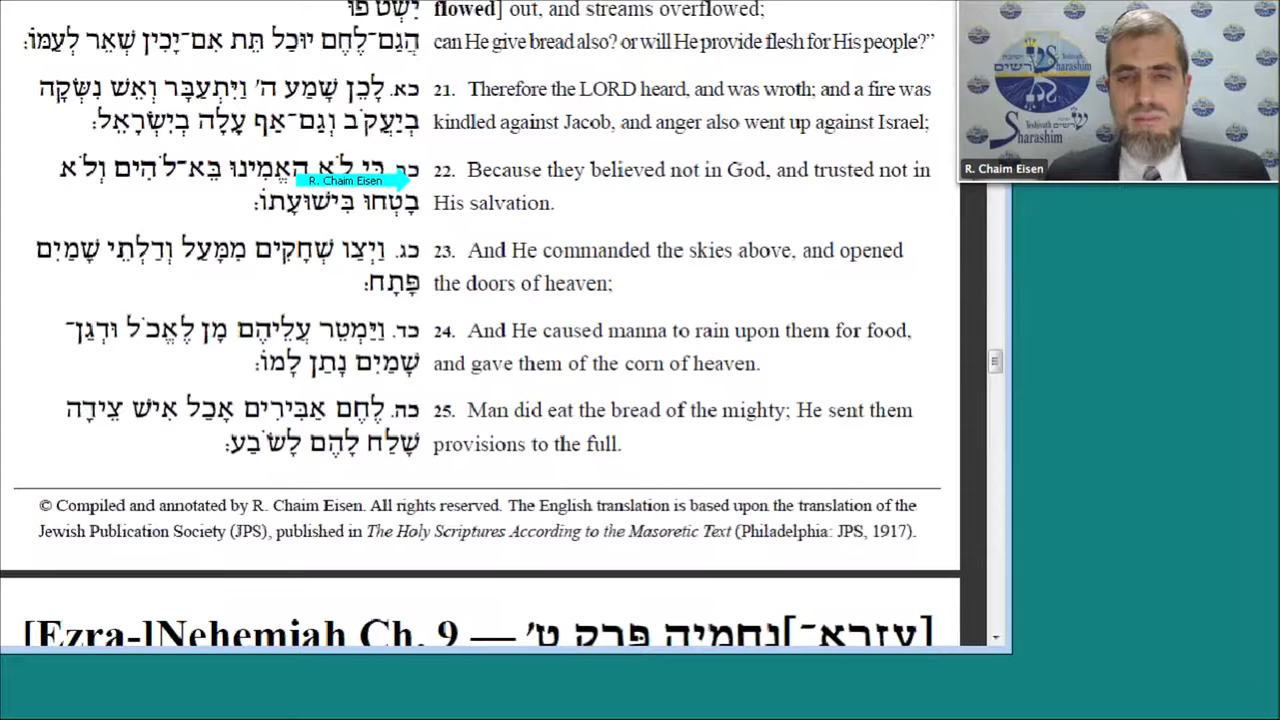 flowed] out, and streams overflowed;
הֲגַם־לֶחֶם יוּכַל תֵּת אִם־יָכִין שְׁאֵר לְעַמּוֹ:
can He give bread also? or will He provide flesh for His people?”
כא. לָכֵן שָׁמַע ה' וַיִּתְעַבָּר וְאֵשׁ נִשְּׂקָה
בְיַעֲקֹב וְגַם־אַף עָלָה בְיִשְׂרָאֵל:
21. Therefore the LORD heard, and was wroth; and a fire was
kindled against Jacob, and anger also went up against Israel;
כב. כִּי לֹא הֶאֱמִינוּ בֵּא־לֹהִים וְלֹא
בָטְחוּ בִּישׁוּעָתוֹ:
R. Chaim Eisen
22. Because they believed not in God, and trusted not in
His salvation.
כג. וַיְצַו שְׁחָקִים מִמָּעַל וְדַלְתֵי שָׁמַיִם
פָּתָח:
23. And He commanded the skies above, and opened
the doors of heaven;
כד. וַיַּמְטֵר עֲלֵיהֶם מָן לֶאֱכֹל וּדְגַן־
שָׁמַיִם נָתַן לָמוֹ:
24. And He caused manna to rain upon them for food,
and gave them of the corn of heaven.
כה. לֶחֶם אַבִּירִים אָכַל אִישׁ צֵידָה
שָׁלַח לָהֶם לָשֹׂבַע:
25. Man did eat the bread of the mighty; He sent them
provisions to the full.
© Compiled and annotated by R. Chaim Eisen. All rights reserved. The English translation is based upon the translation of the
Jewish Publication Society (JPS), published in The Holy Scriptures According to the Masoretic Text (Philadelphia: JPS, 1917).
[Ezra-]Nehemiah Ch. 9 — [עזרא־]נחמיה פרק ט'
Sharashim
Yeshivath
Sharashim
R. Chaim Eisen